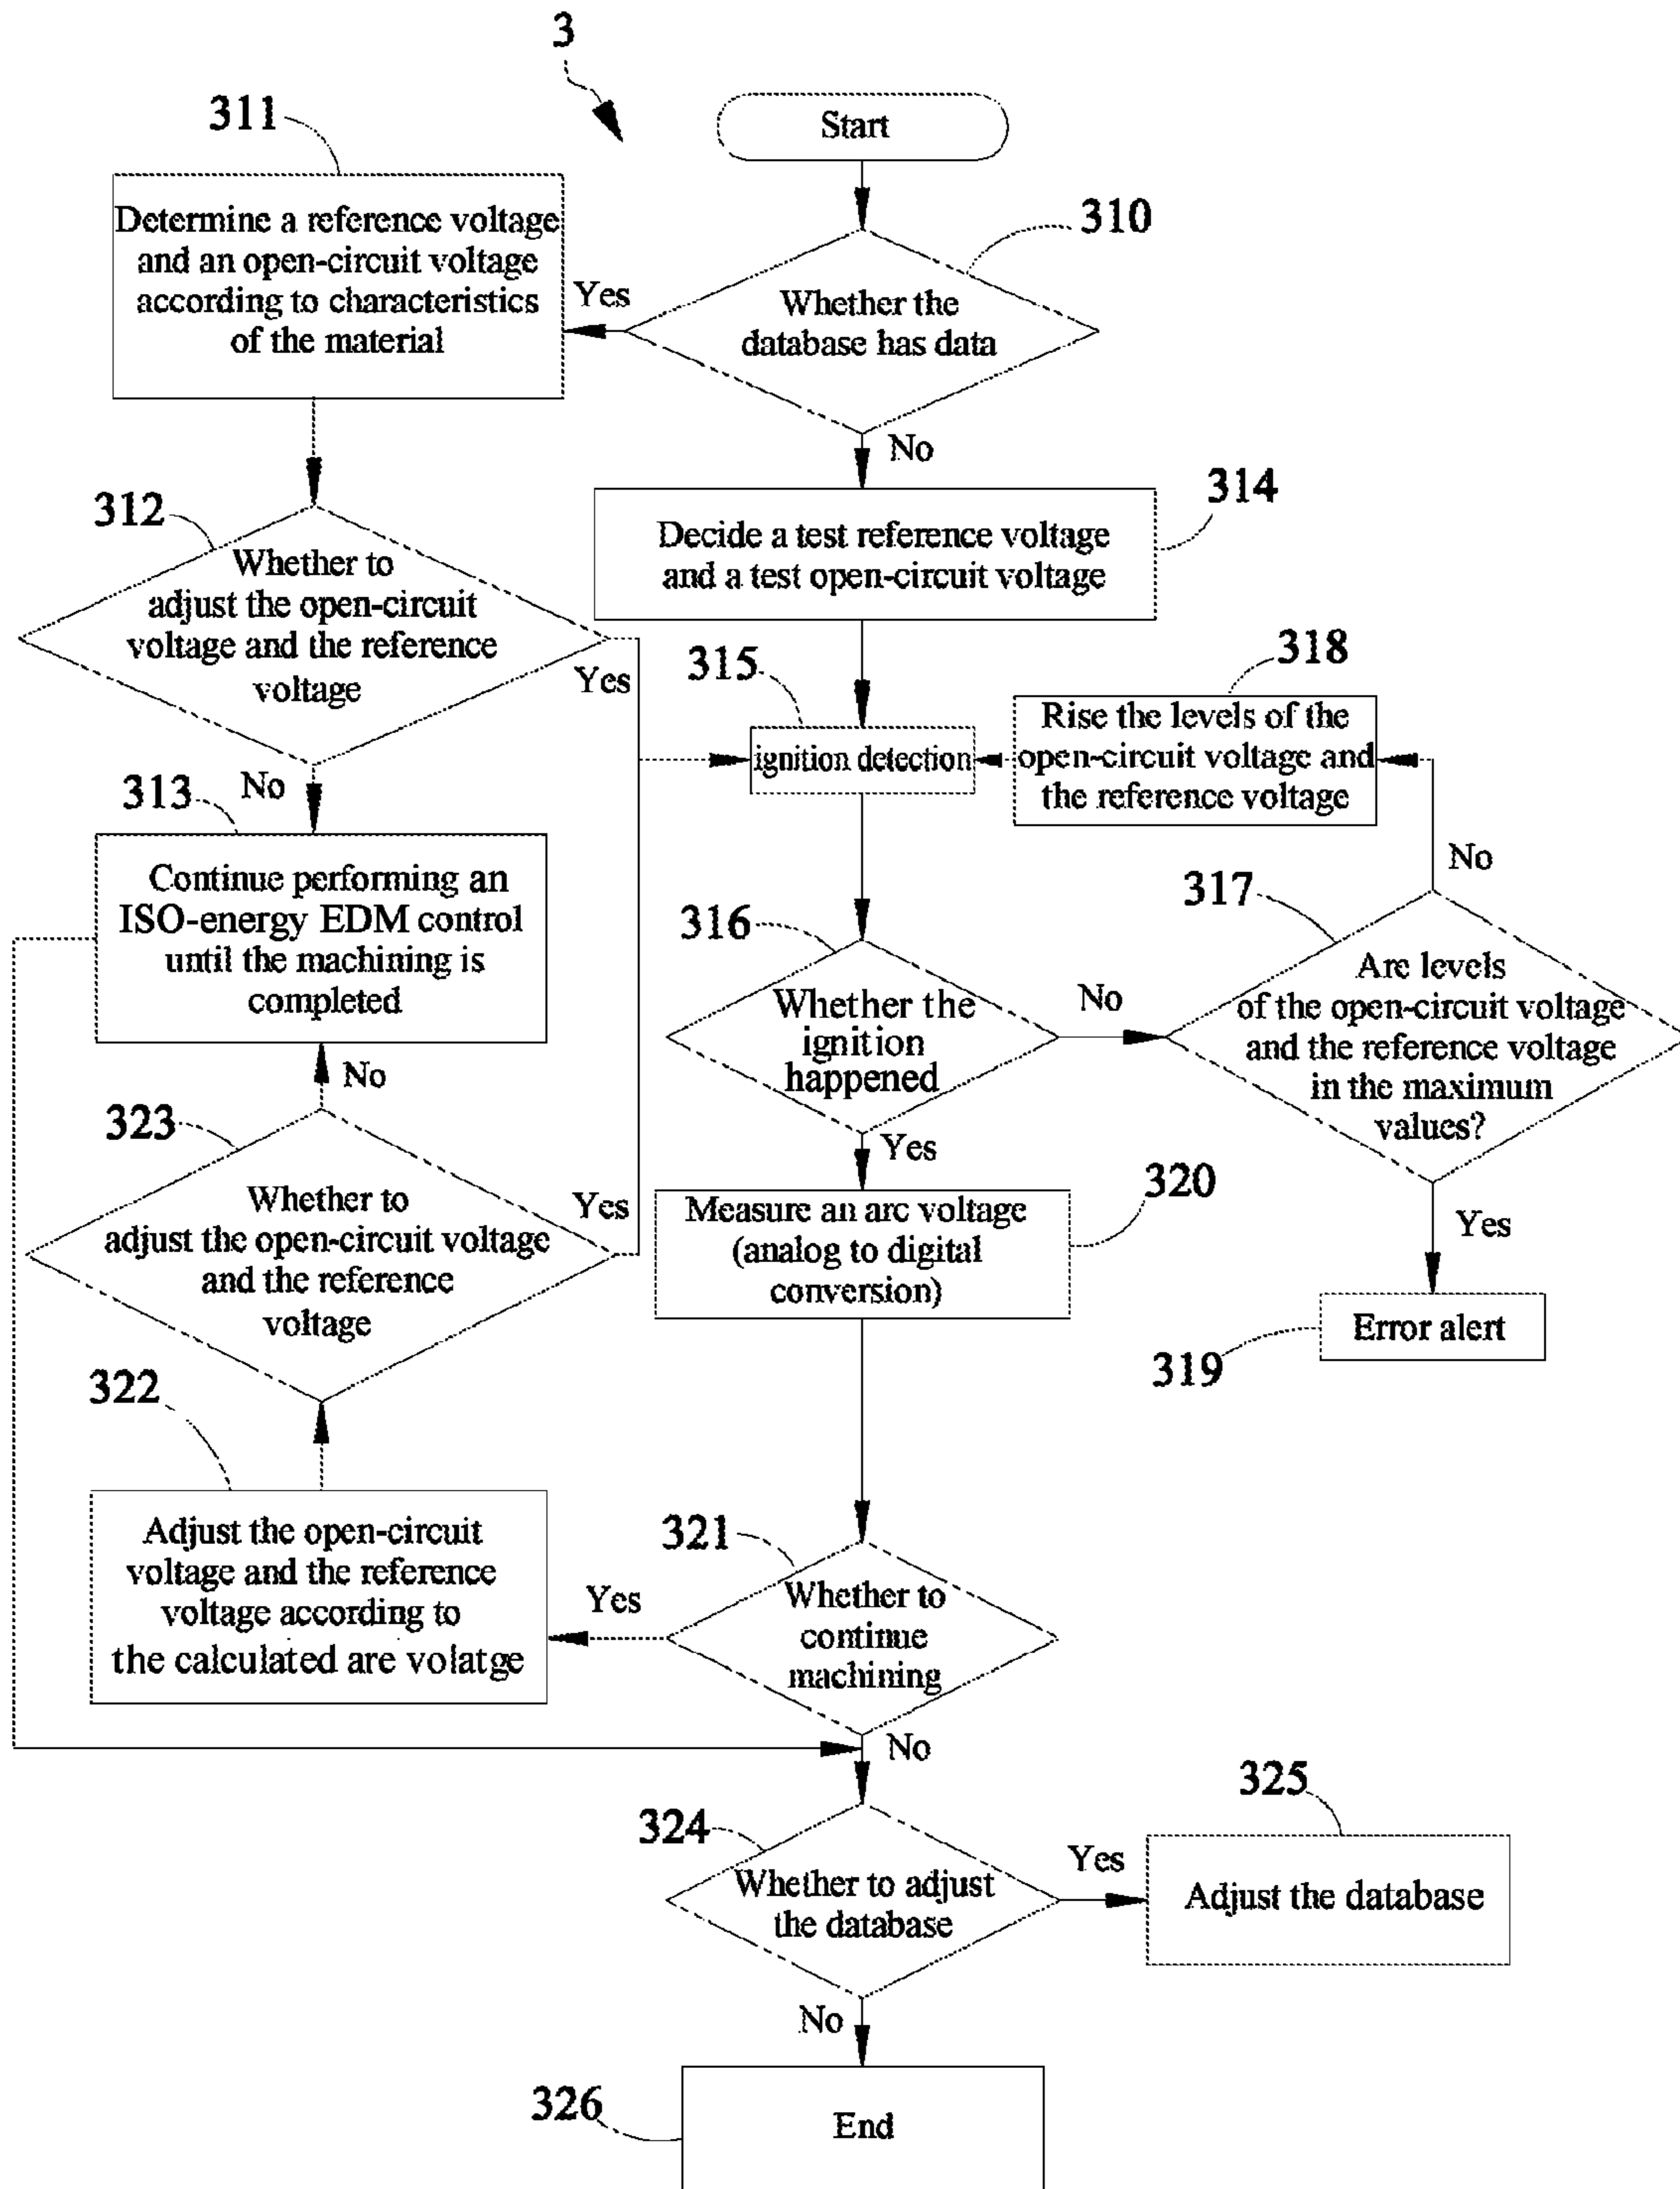 3
Start
311
Determine a reference voltage
and an open-circuit voltage
according to characteristics
of the material
Yes
310
Whether the
database has data
No
314
Decide a test reference voltage
and a test open-circuit voltage
312
Whether to
adjust the open-circuit
voltage and the reference
voltage
Yes
No
315
ignition detection
318
Rise the levels of the
open-circuit voltage and
the reference voltage
No
313
Continue performing an
ISO-energy EDM control
until the machining is
completed
No
316
Whether the
ignition
happened
No
317
Are levels
of the open-circuit voltage
and the reference voltage
in the maximum
values?
Yes
Yes
319
Error alert
323
Whether to
adjust the open-circuit voltage
and the reference
voltage
Yes
320
Measure an arc voltage
(analog to digital
conversion)
322
Adjust the open-circuit
voltage and the reference
voltage according to
the calculated are volatge
Yes
321
Whether to
continue
machining
No
324
Whether to adjust
the database
Yes
325
Adjust the database
No
326
End